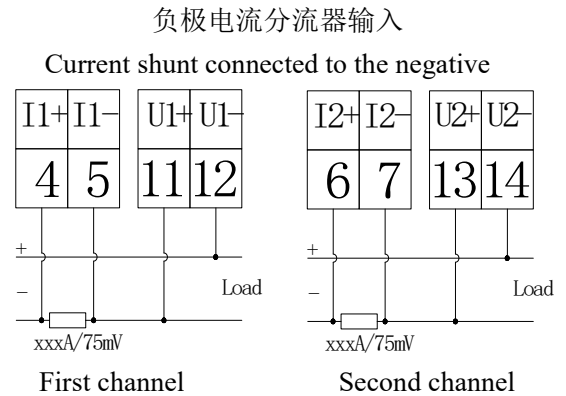 负极电流分流器输入
Current shunt connected to the negative
I1+ I1- U1+ U1- I2+ I2- U2+ U2-
4 5 11 12 6 7 13 14
+ +
Load Load
− −
xxxA/75mV xxxA/75mV
First channel Second channel